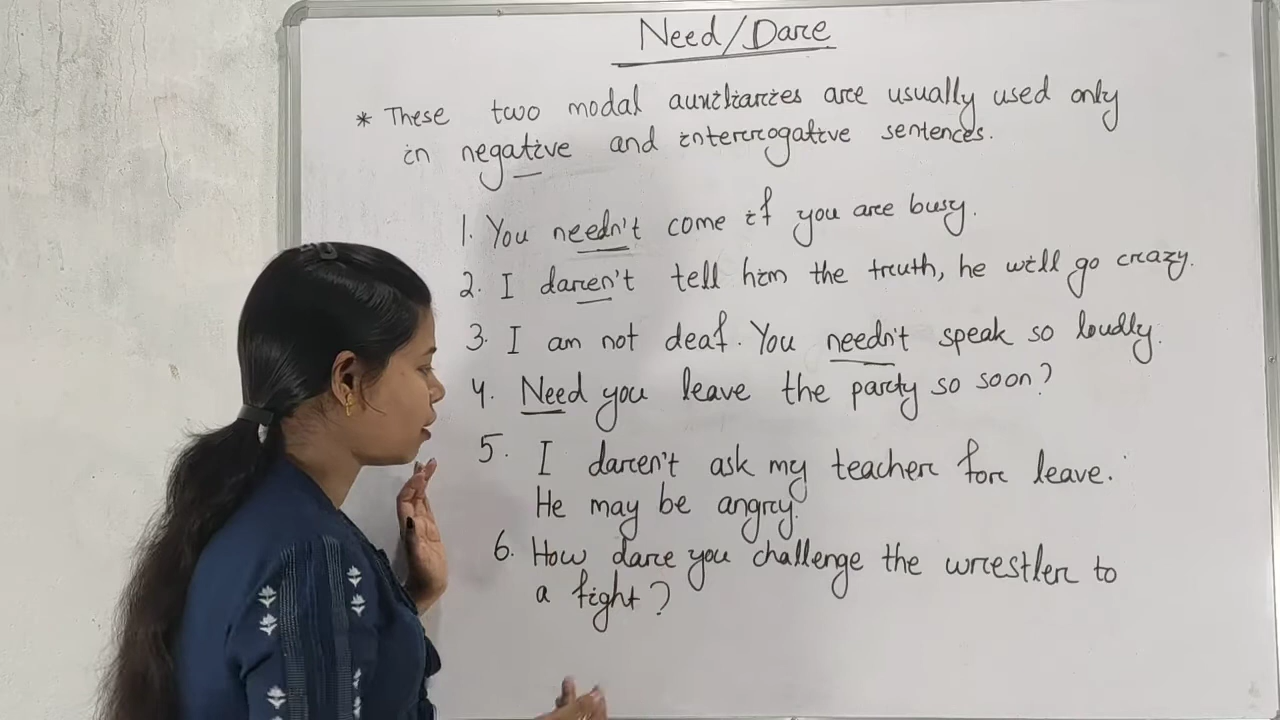 Need/Dare
* These two modal auxiliaries are usually used only
in negative and interrogative sentences.
1. You needn't come if you are busy.
2. I daren't tell him the truth, he will go crazy.
3. I am not deaf. You needn't speak so loudly.
4. Need you leave the party so soon?
5. I daren't ask my teacher for leave.
He may be angry.
6. How dare you challenge the wrestler to
a fight?